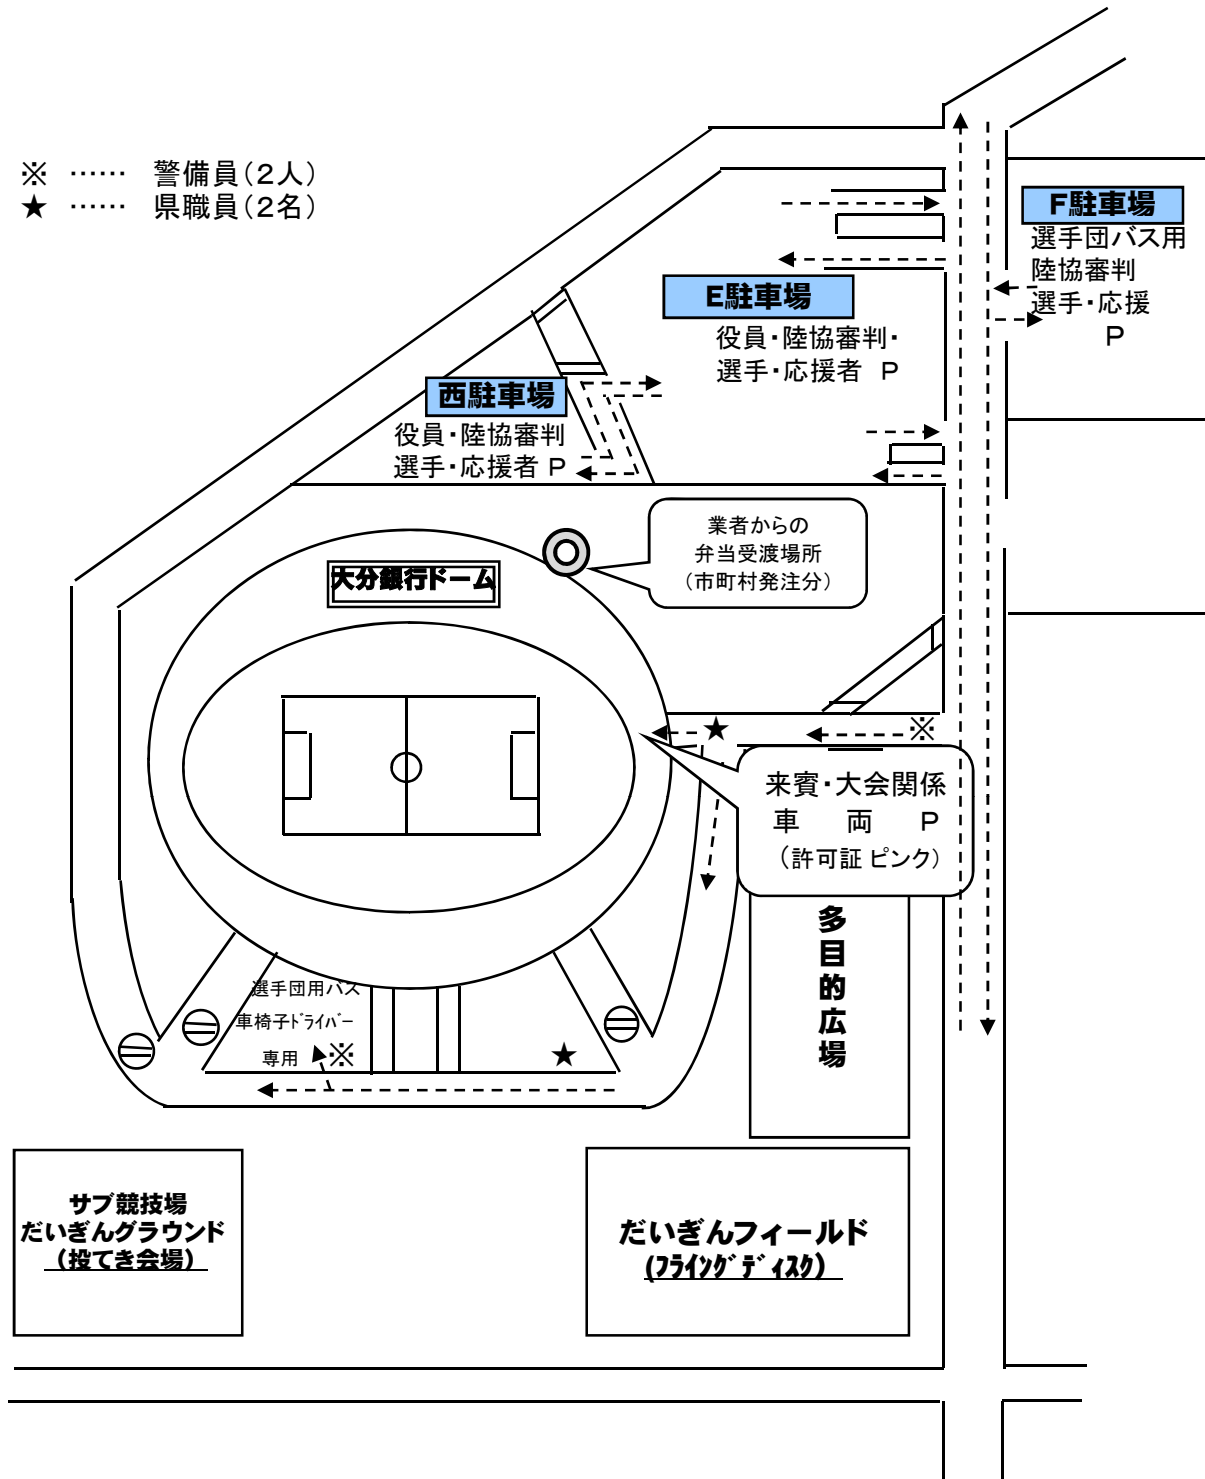 ※ …… 警備員（2人）
★ …… 県職員（2名）
F駐車場
選手団バス用
陸協審判
選手・応援
P
E駐車場
役員・陸協審判・
選手・応援者 P
西駐車場
役員・陸協審判
選手・応援者 P
業者からの
弁当受渡場所
（市町村発注分）
大分銀行ドーム
★
※
来賓・大会関係
車 両 P
（許可証 ピンク）
多目的広場
選手団用バス
車椅子ﾄﾞﾗｲﾊﾞｰ
専用
※
★
サブ競技場
だいぎんグラウンド
（投てき会場）
だいぎんフィールド
(ﾌﾗｲﾝｸﾞﾃﾞｨｽｸ)